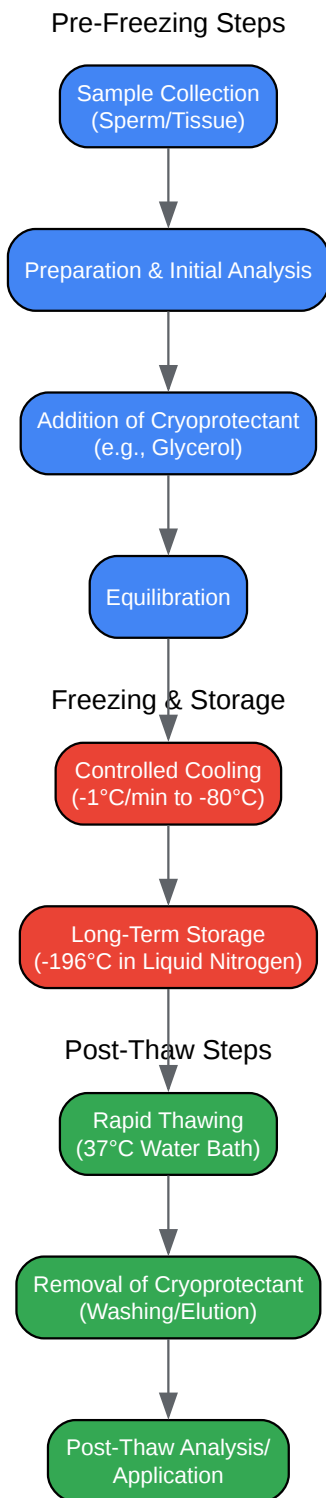 Pre-Freezing Steps
Sample Collection
(Sperm/Tissue)
Preparation & Initial Analysis
Addition of Cryoprotectant
(e.g., Glycerol)
Equilibration
Freezing & Storage
Controlled Cooling
(-1°C/min to -80°C)
Long-Term Storage
(-196°C in Liquid Nitrogen)
Post-Thaw Steps
Rapid Thawing
(37°C Water Bath)
Removal of Cryoprotectant
(Washing/Elution)
Post-Thaw Analysis/
Application